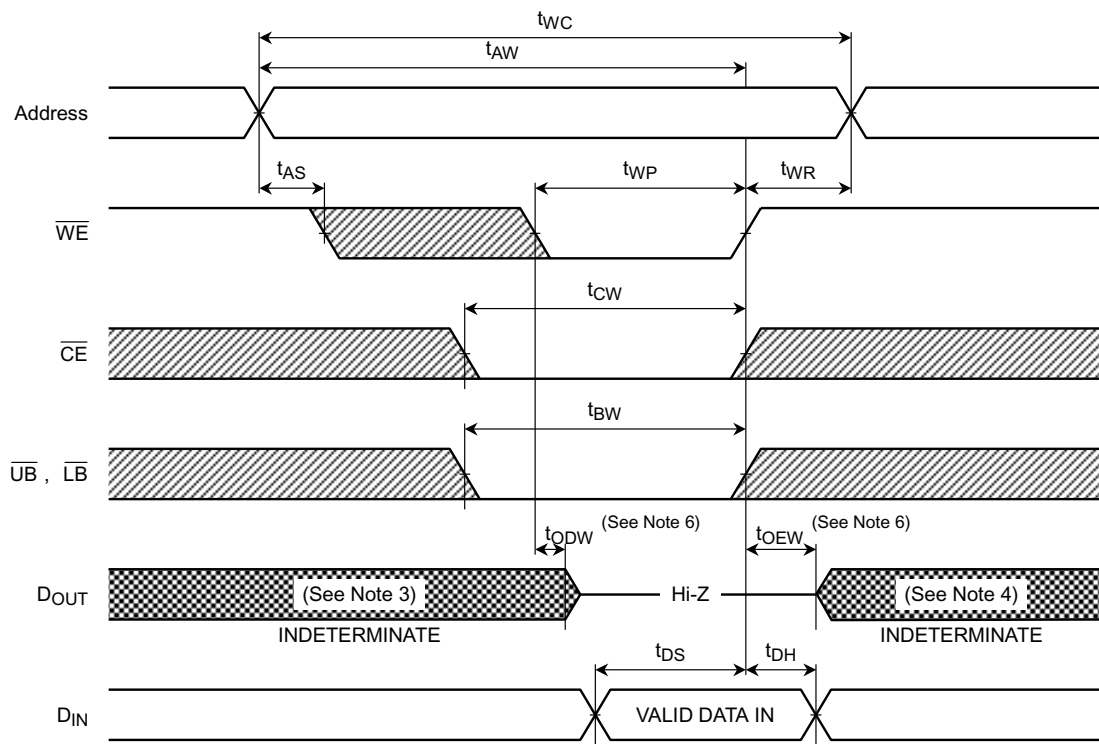 tWC
tAW
Address
tAS
tWP
tWR
WE
tCW
CE
tBW
UB , LB
tODW
(See Note 6)
tOEW
(See Note 6)
DOUT
(See Note 3)
Hi-Z
(See Note 4)
INDETERMINATE
INDETERMINATE
tDS
tDH
DIN
VALID DATA IN